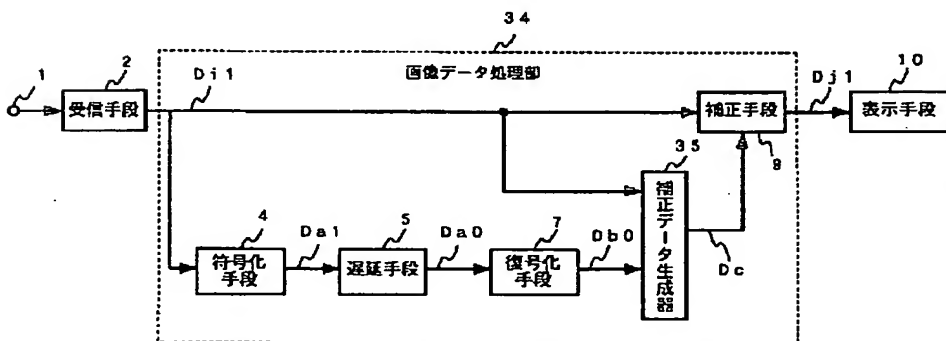 34
1
2
受信手段
Di1
画像データ処理部
補正手段
9
Dj1
10
表示手段
35
補正データ生成器
Dc
4
符号化
手段
Da1
5
遅延手段
Da0
7
復号化
手段
Db0